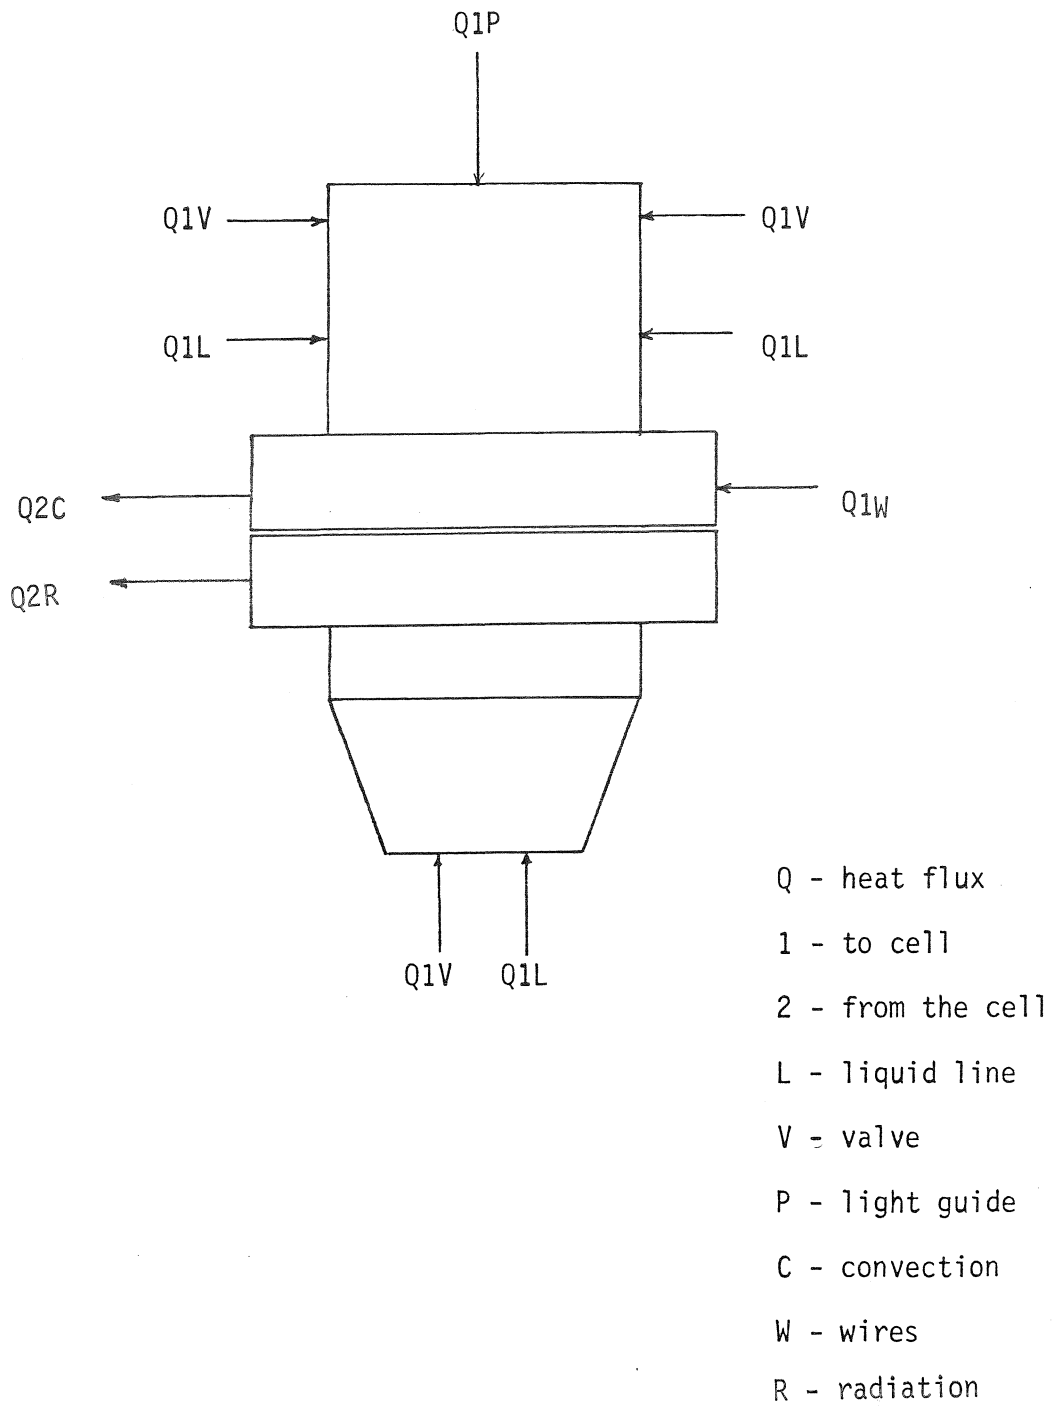 Q1P
Q1V
Q1V
Q1L
Q1L
Q2C
Q1W
Q2R
Q1V Q1L
Q - heat flux
1 - to cell
2 - from the cell
L - liquid line
V - valve
P - light guide
C - convection
W - wires
R - radiation